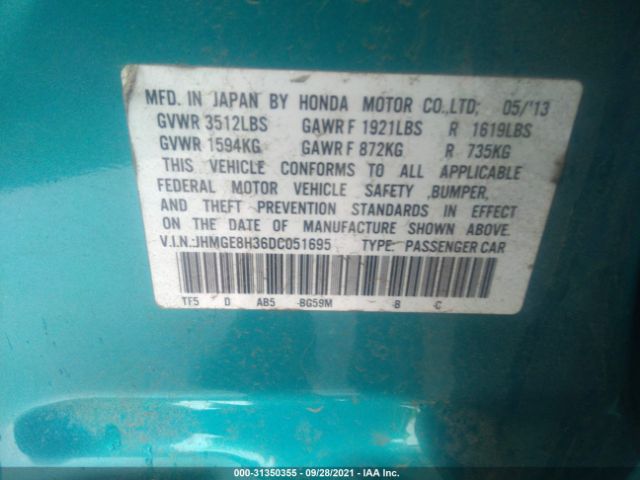 MFD. IN JAPAN BY HONDA MOTOR CO.,LTD; 05/'13
GVWR 3512LBS GAWR F 1921LBS R 1619LBS
GVWR 1594KG GAWR F 872KG R 735KG
THIS VEHICLE CONFORMS TO ALL APPLICABLE
FEDERAL MOTOR VEHICLE SAFETY ,BUMPER,
AND THEFT PREVENTION STANDARDS IN EFFECT
ON THE DATE OF MANUFACTURE SHOWN ABOVE.
V.I.N.:JHMGE8H36DC051695 TYPE: PASSENGER CAR
TF5 D AB5 -BG59M -B -C
000-31350355 - 09/28/2021 - IAA Inc.